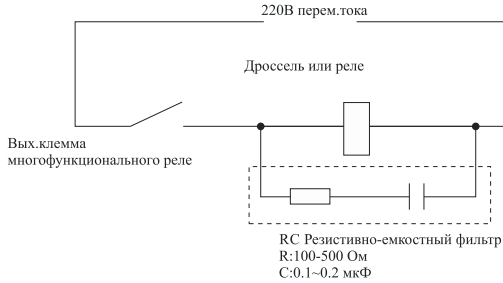 220В перем.тока
Дроссель или реле
Вых.клемма
многофункционального реле
RC Резистивно-емкостный фильтр
R:100-500 Ом
C:0.1~0.2 мкФ